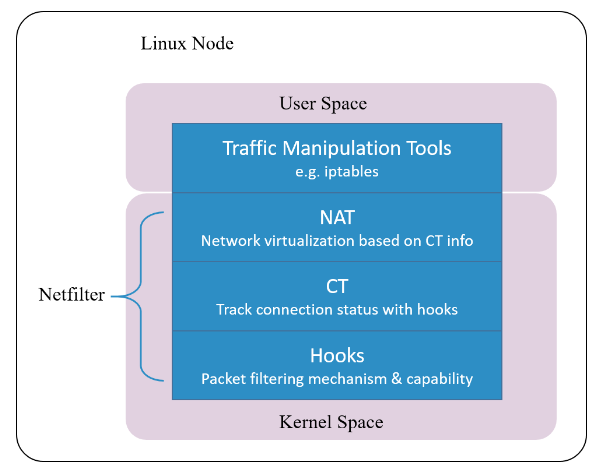 Linux Node
User Space
Traffic Manipulation Tools
e.g. iptables
NAT
Network virtualization based on CT info
Netfilter
CT
Track connection status with hooks
Hooks
Packet filtering mechanism & capability
Kernel Space